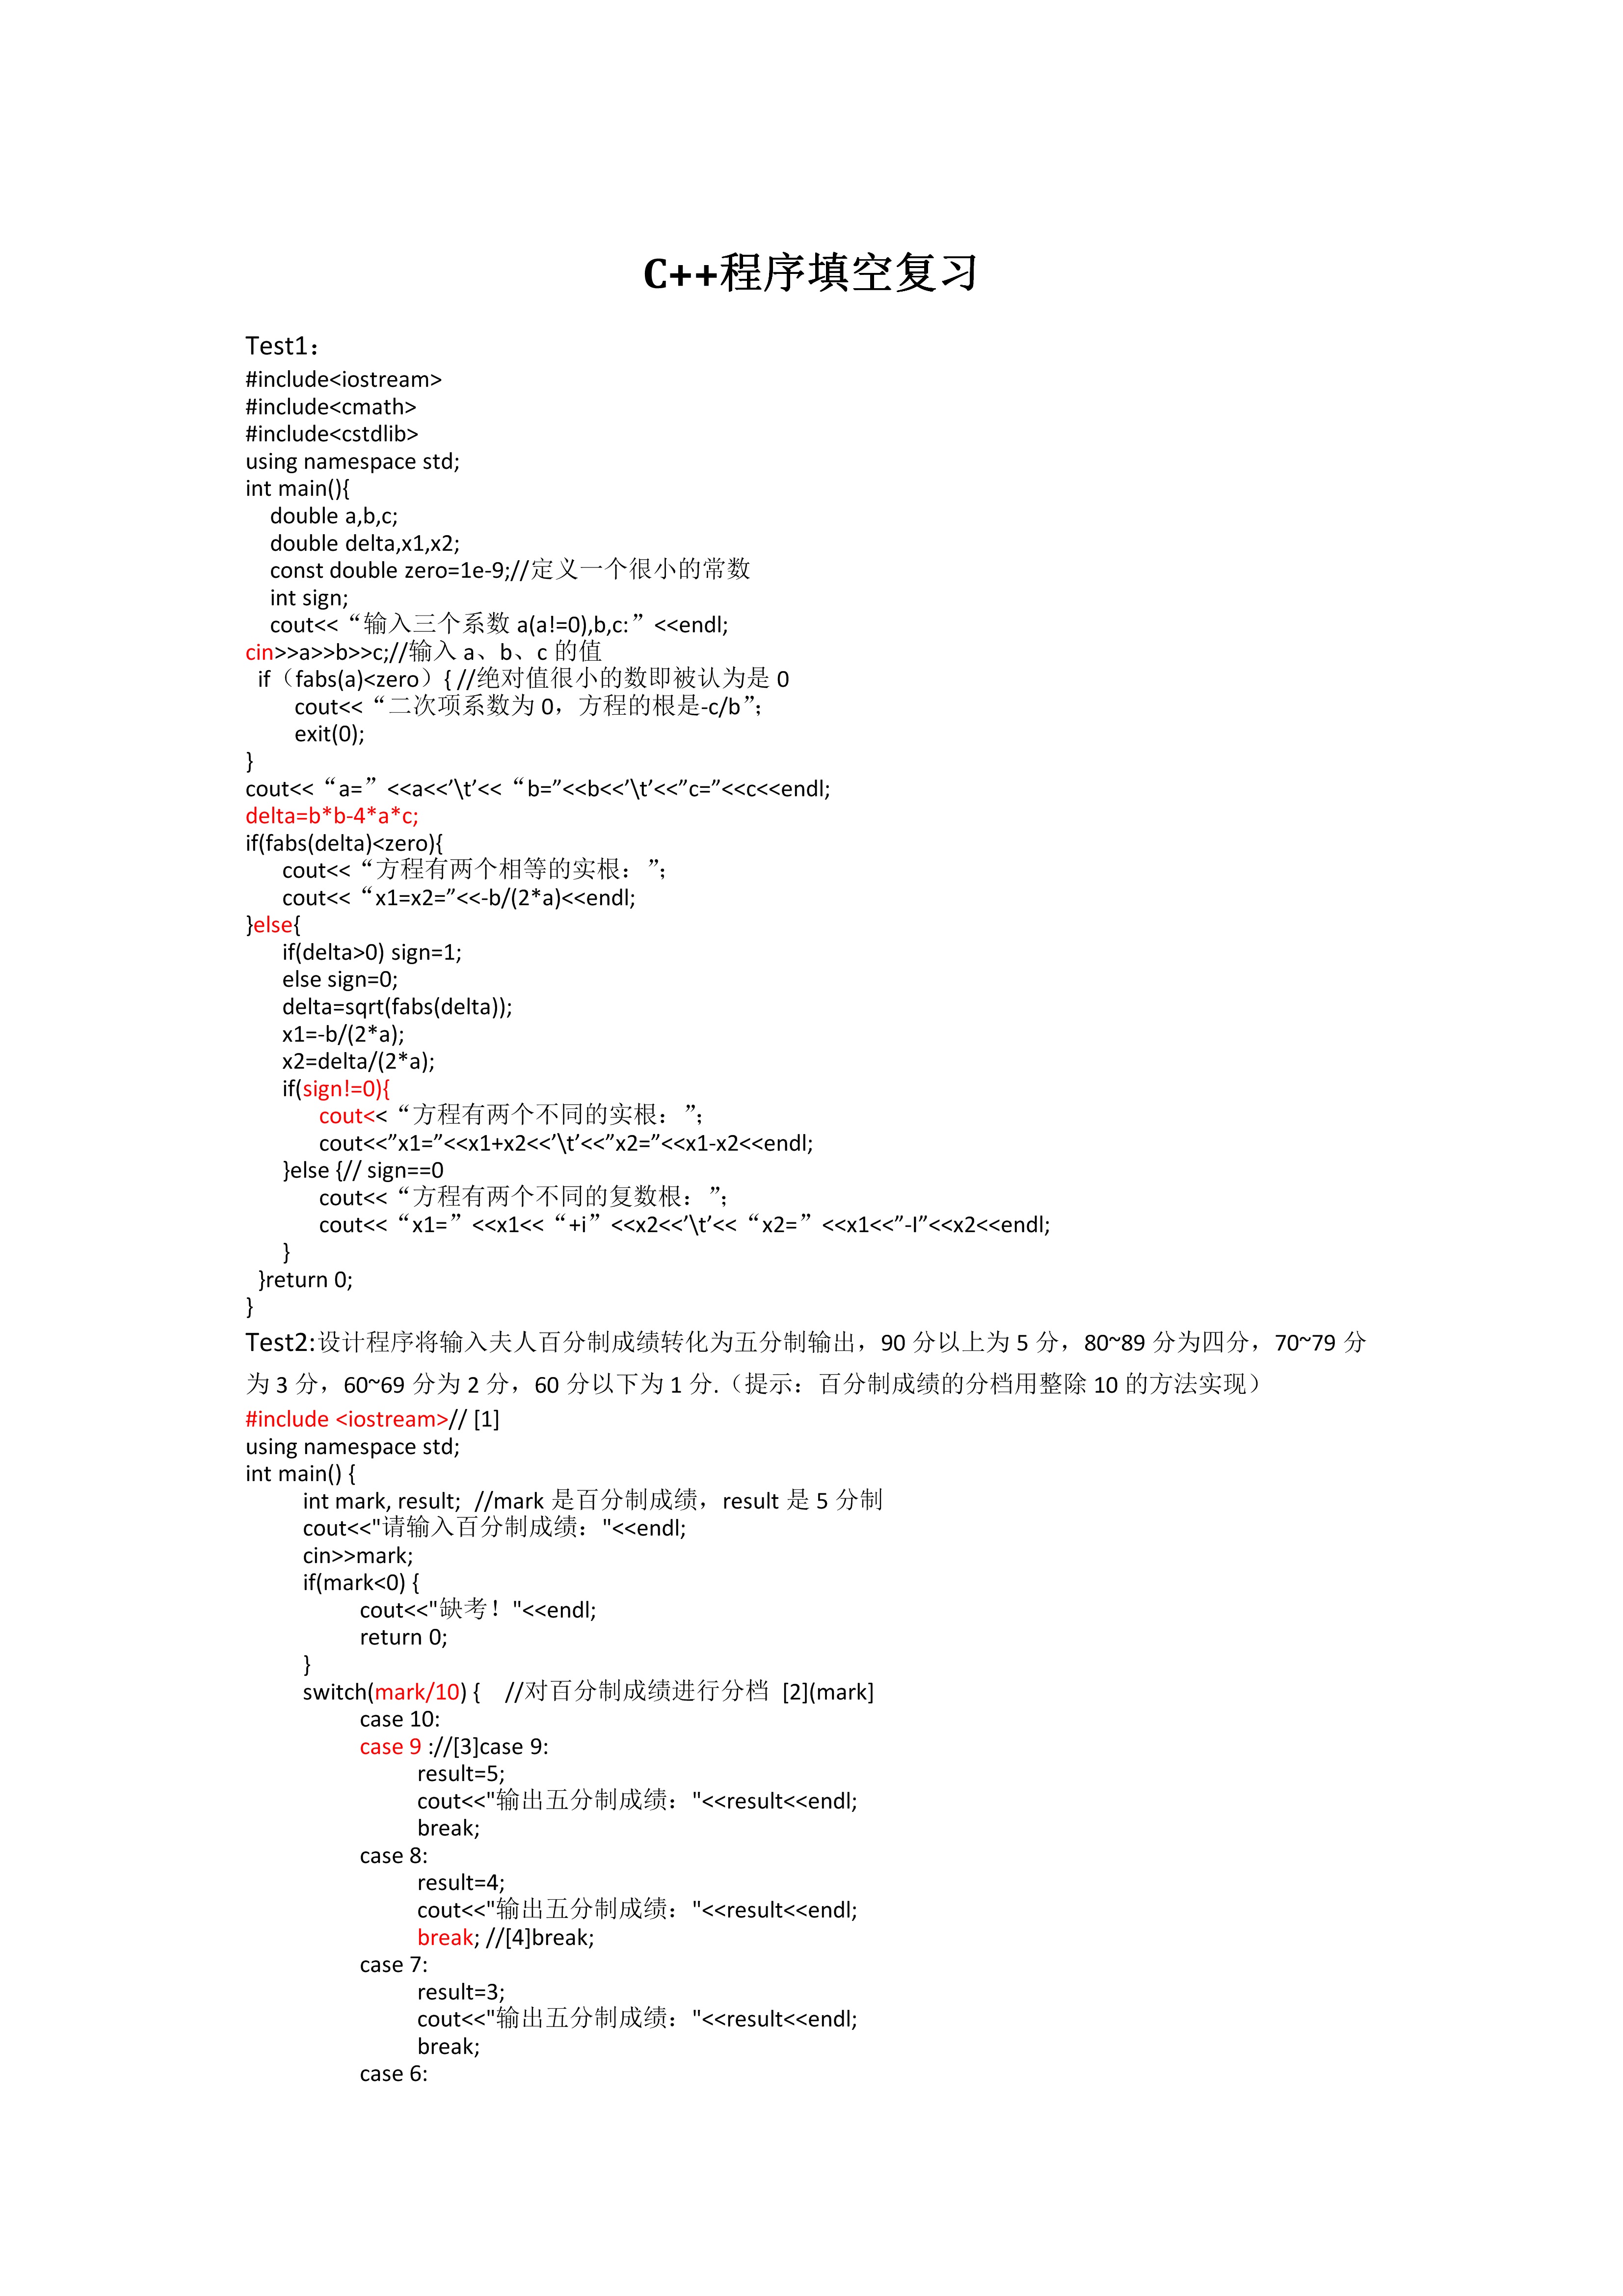 C++程序填空复习
Test1：
#include<iostream>
#include<cmath>
#include<cstdlib>
using namespace std;
int main(){
double a,b,c;
double delta,x1,x2;
const double zero=1e-9;//定义一个很小的常数
int sign;
cout<<“输入三个系数 a(a!=0),b,c:”<<endl;
cin>>a>>b>>c;//输入 a、b、c 的值
if（fabs(a)<zero）{ //绝对值很小的数即被认为是 0
cout<<“二次项系数为 0，方程的根是-c/b”；
exit(0);
}
cout<<“a=”<<a<<’\t’<<“b=”<<b<<’\t’<<”c=”<<c<<endl;
delta=b*b-4*a*c;
if(fabs(delta)<zero){
cout<<“方程有两个相等的实根：”；
cout<<“x1=x2=”<<-b/(2*a)<<endl;
}else{
if(delta>0) sign=1;
else sign=0;
delta=sqrt(fabs(delta));
x1=-b/(2*a);
x2=delta/(2*a);
if(sign!=0){
cout<<“方程有两个不同的实根：”；
cout<<”x1=”<<x1+x2<<’\t’<<”x2=”<<x1-x2<<endl;
}else {// sign==0
cout<<“方程有两个不同的复数根：”；
cout<<“x1=”<<x1<<“+i”<<x2<<’\t’<<“x2=”<<x1<<”-I”<<x2<<endl;
}
}return 0;
}
Test2:设计程序将输入夫人百分制成绩转化为五分制输出，90 分以上为 5 分，80~89 分为四分，70~79 分
为 3 分，60~69 分为 2 分，60 分以下为 1 分.（提示：百分制成绩的分档用整除 10 的方法实现）
#include <iostream>// [1]
using namespace std;
int main() {
int mark, result;  //mark 是百分制成绩，result 是 5 分制
cout<<"请输入百分制成绩："<<endl;
cin>>mark;
if(mark<0) {
cout<<"缺考！"<<endl;
return 0;
}
switch(mark/10) {    //对百分制成绩进行分档  [2](mark]
case 10:
case 9 ://[3]case 9:
result=5;
cout<<"输出五分制成绩："<<result<<endl;
break;
case 8:
result=4;
cout<<"输出五分制成绩："<<result<<endl;
break; //[4]break;
case 7:
result=3;
cout<<"输出五分制成绩："<<result<<endl;
break;
case 6: